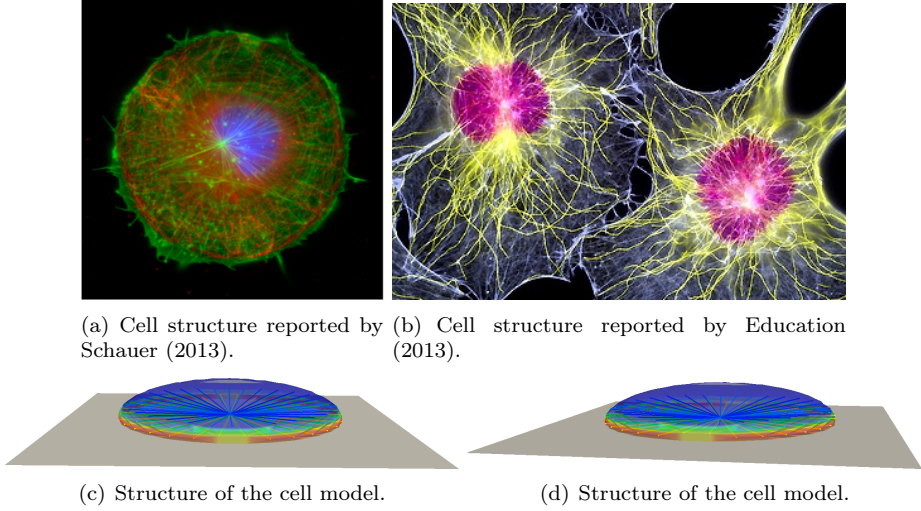 (a) Cell structure reported by
Schauer (2013).
(b) Cell structure reported by Education
(2013).
(c) Structure of the cell model.
(d) Structure of the cell model.